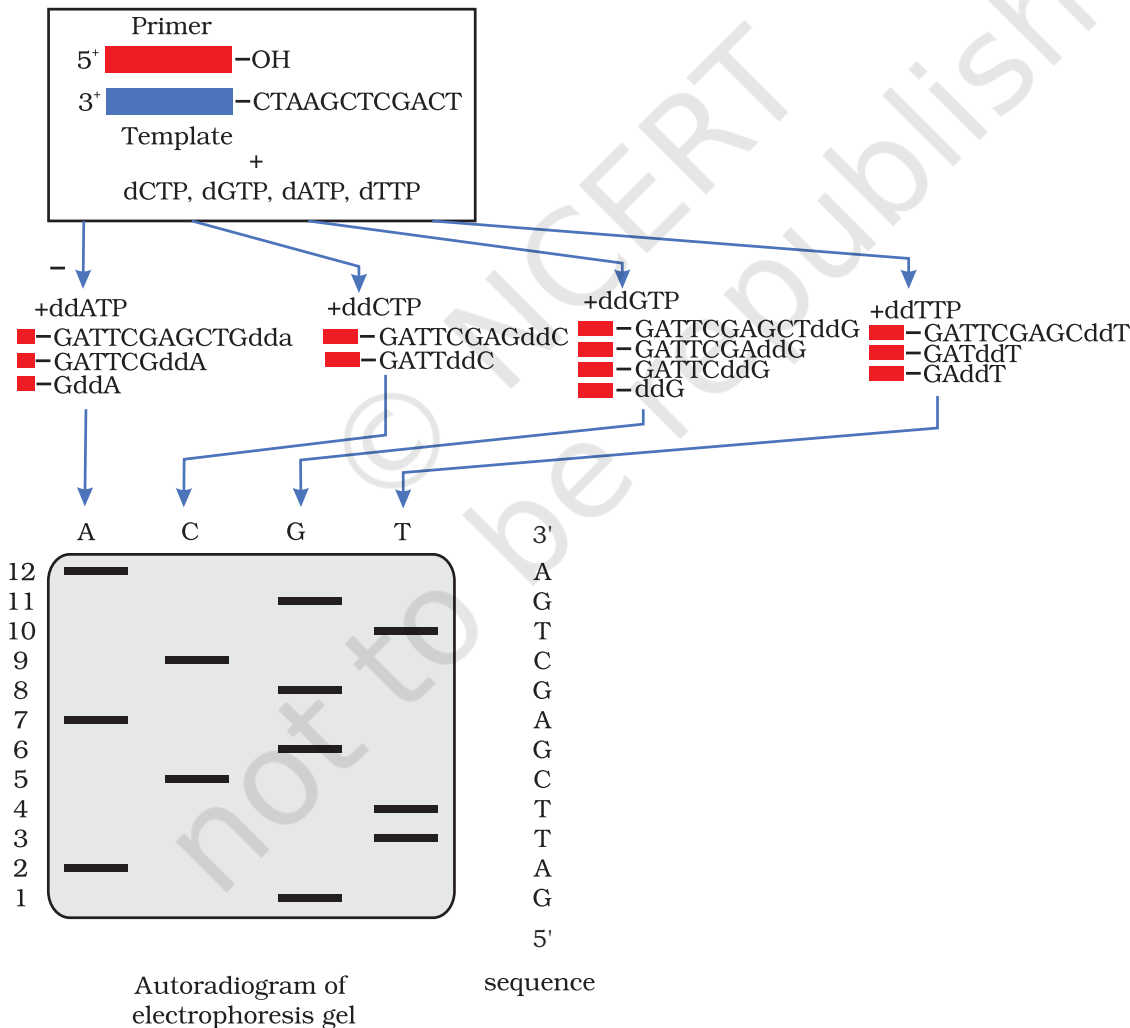 Primer
5⁺ –OH
3⁺ –CTAAGCTCGACT
Template
+
dCTP, dGTP, dATP, dTTP
–
+ddATP
–GATTCGAGCTGdda
–GATTCGddA
–GddA
+ddCTP
–GATTCGAGddC
–GATTddC
+ddGTP
–GATTCGAGCTddG
–GATTCGAddG
–GATTCddG
–ddG
+ddTTP
–GATTCGAGCddT
–GATddT
–GAddT
A C G T 3'
12 A
11 G
10 T
9 C
8 G
7 A
6 G
5 C
4 T
3 T
2 A
1 G
5'
sequence
Autoradiogram of
electrophoresis gel
© NCERT
not to be republish